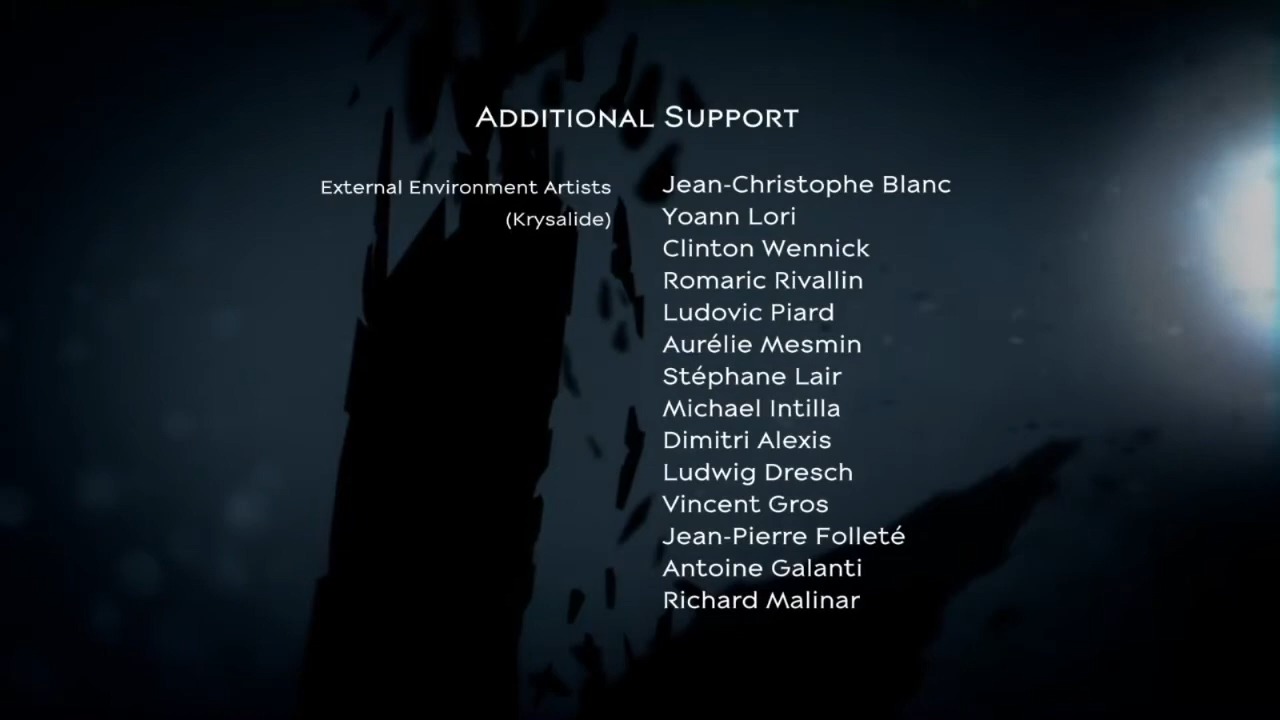 Additional Support
External Environment Artists
(Krysalide)
Jean-Christophe Blanc
Yoann Lori
Clinton Wennick
Romaric Rivallin
Ludovic Piard
Aurélie Mesmin
Stéphane Lair
Michael Intilla
Dimitri Alexis
Ludwig Dresch
Vincent Gros
Jean-Pierre Folleté
Antoine Galanti
Richard Malinar